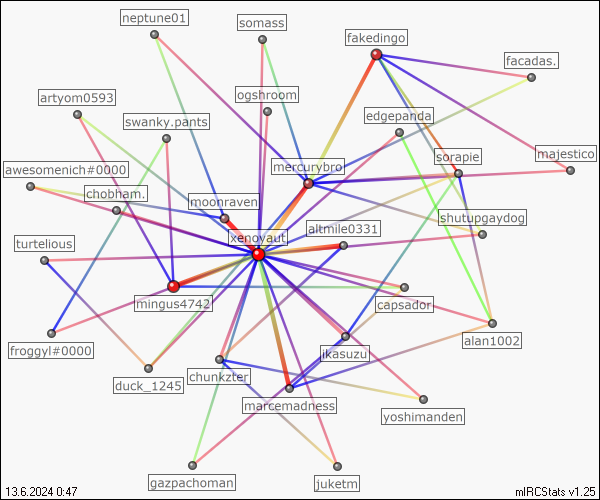 neptune01
somass
fakedingo
facadas.
artyom0593
ogshroom
swanky.pants
edgepanda
awesomenich#0000
mercurybro
sorapie
majestico
chobham.
moonraven
shutupgaydog
turtelious
xenoyaut
altmile0331
mingus4742
capsador
froggyl#0000
ikasuzu
alan1002
duck_1245
chunkzter
marcemadness
yoshimanden
gazpachoman
juketm
13.6.2024 0:47
mIRCStats v1.25